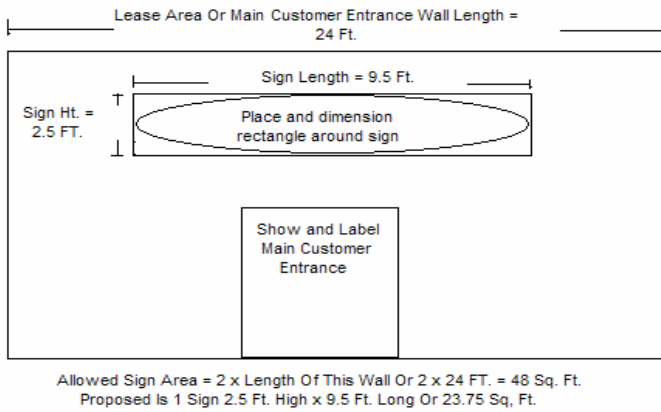 Lease Area Or Main Customer Entrance Wall Length =
24 Ft.
Sign Length = 9.5 Ft.
Sign Ht. =
2.5 FT.
Place and dimension
rectangle around sign
Show and Label
Main Customer
Entrance
Allowed Sign Area = 2 x Length Of This Wall Or 2 x 24 FT. = 48 Sq. Ft.
Proposed Is 1 Sign 2.5 Ft. High x 9.5 Ft. Long Or 23.75 Sq, Ft.